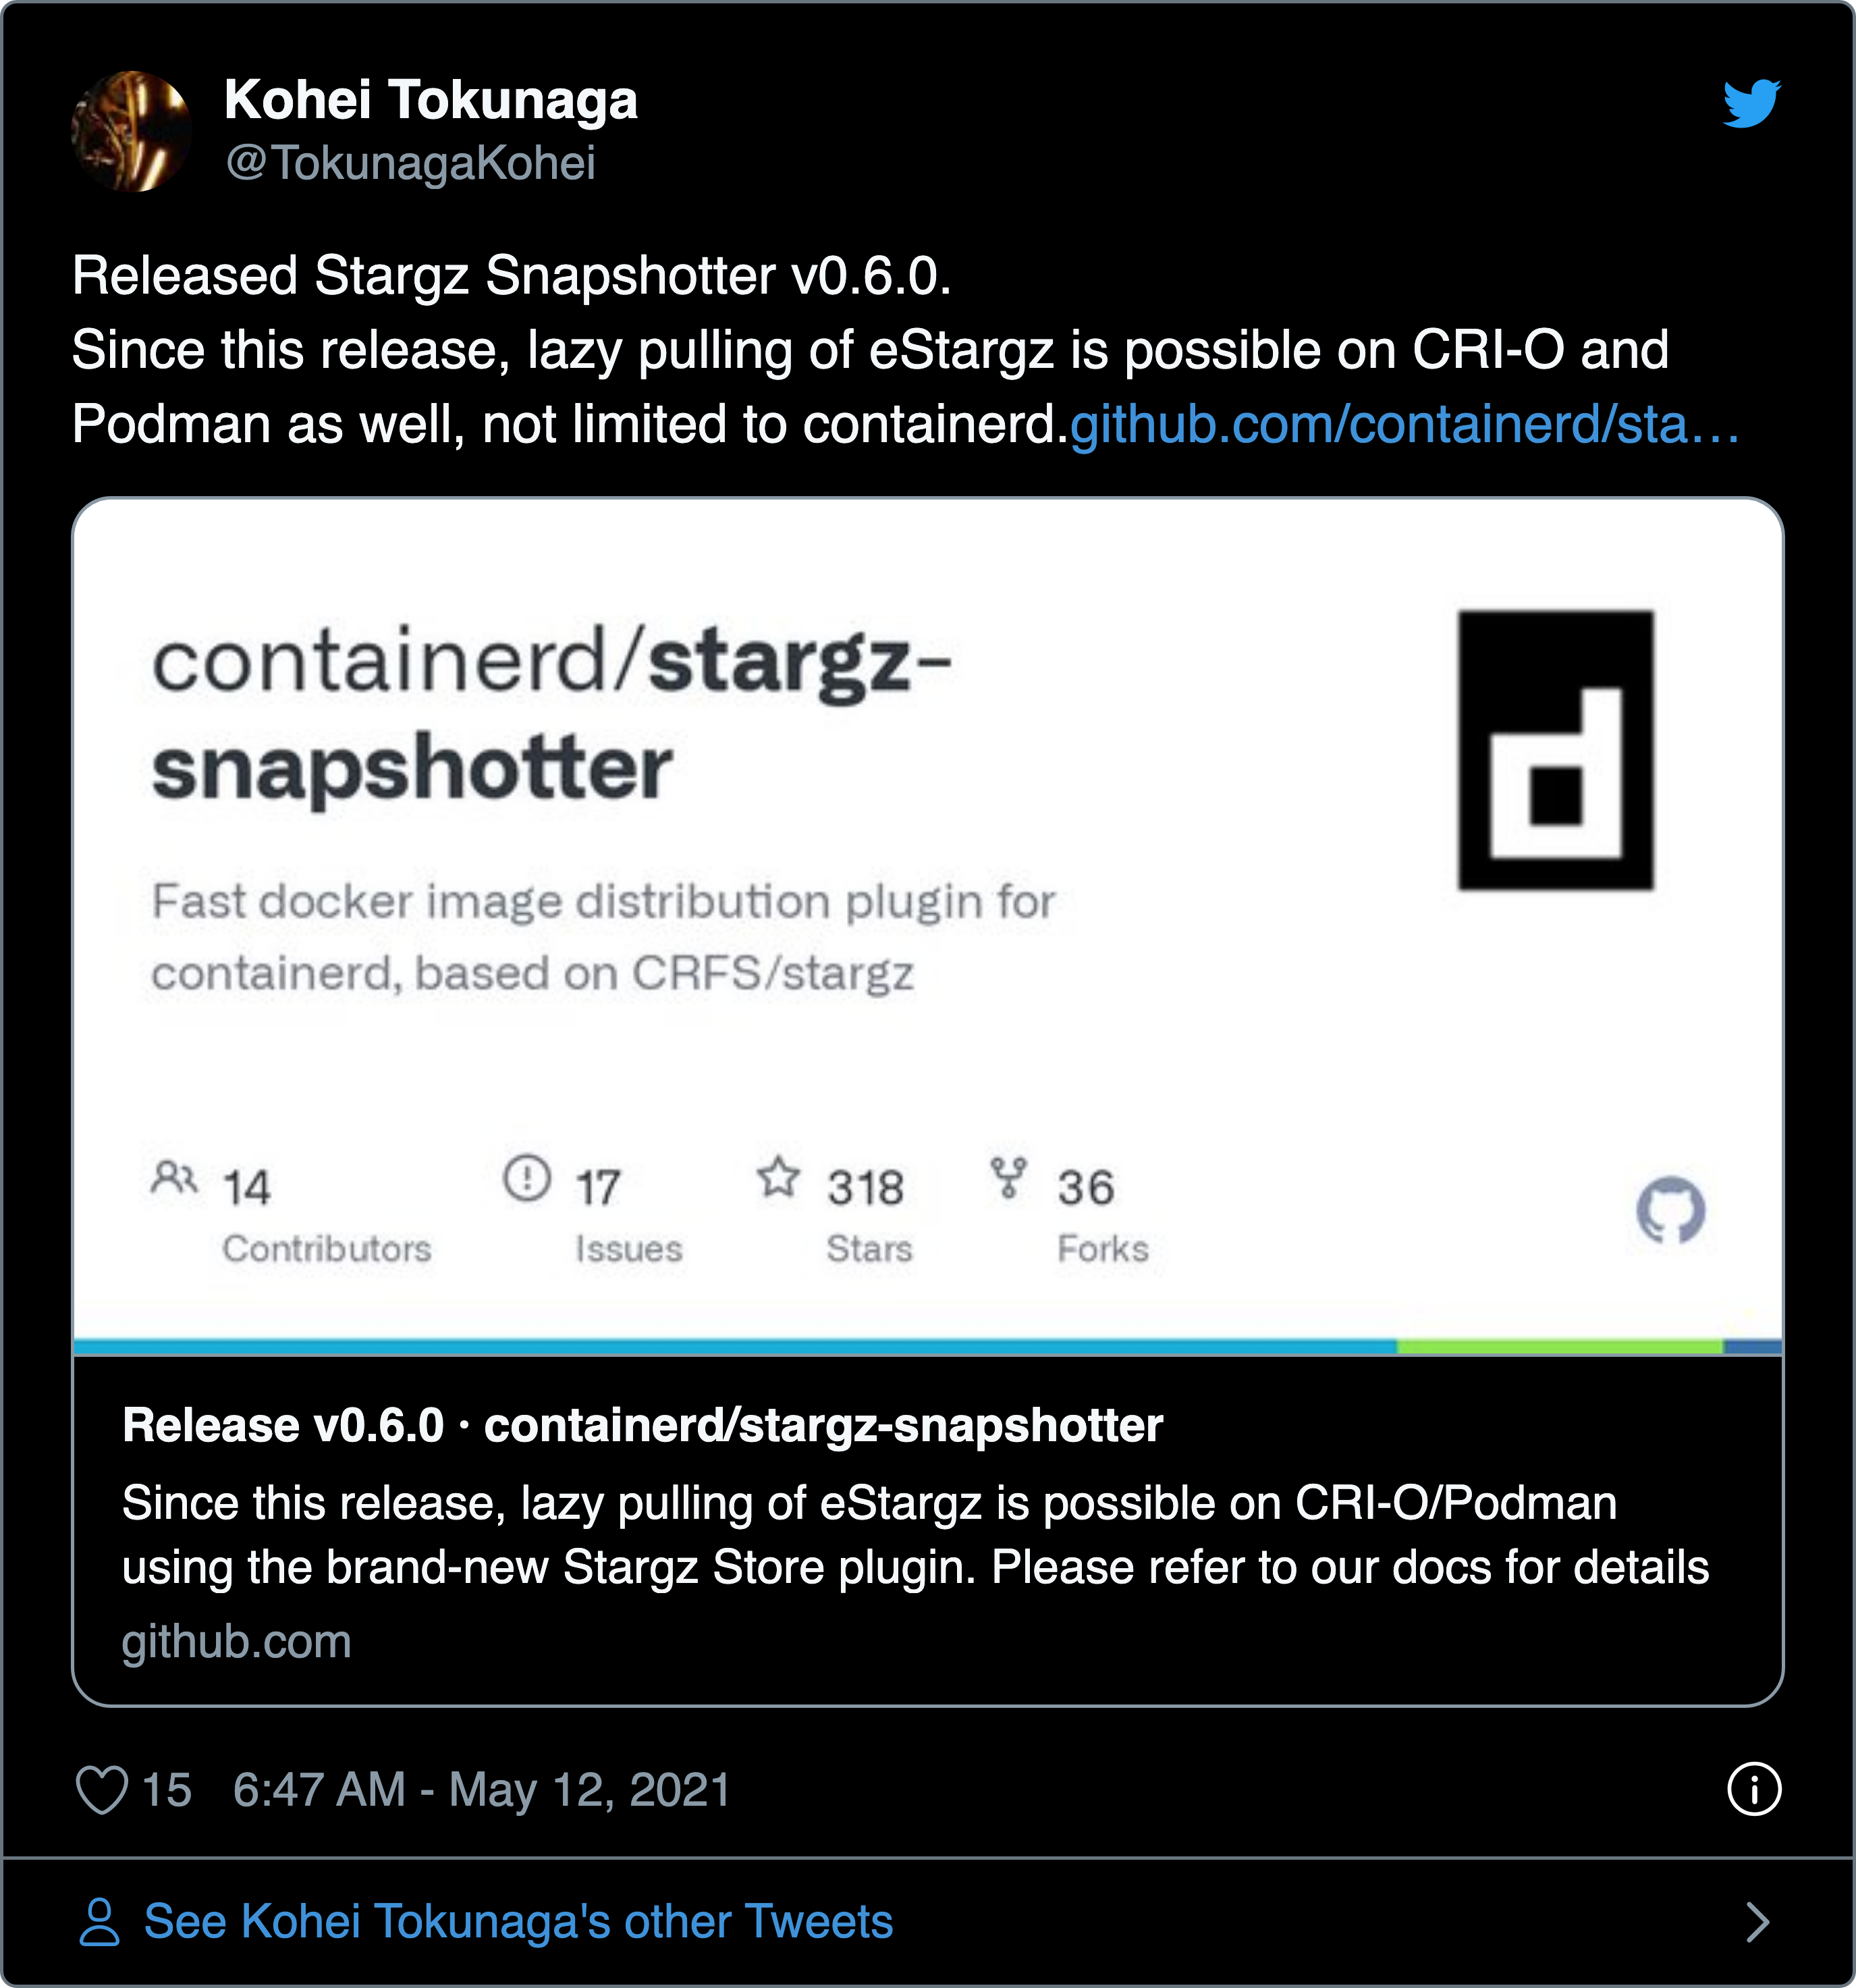 Kohei Tokunaga
@TokunagaKohei
Released Stargz Snapshotter v0.6.0.
Since this release, lazy pulling of eStargz is possible on CRI-O and
Podman as well, not limited to containerd.github.com/containerd/sta…
containerd/stargz-
snapshotter
Fast docker image distribution plugin for
containerd, based on CRFS/stargz
14 17 318 36
Contributors Issues Stars Forks
Release v0.6.0 · containerd/stargz-snapshotter
Since this release, lazy pulling of eStargz is possible on CRI-O/Podman
using the brand-new Stargz Store plugin. Please refer to our docs for details
github.com
15 6:47 AM - May 12, 2021
See Kohei Tokunaga's other Tweets